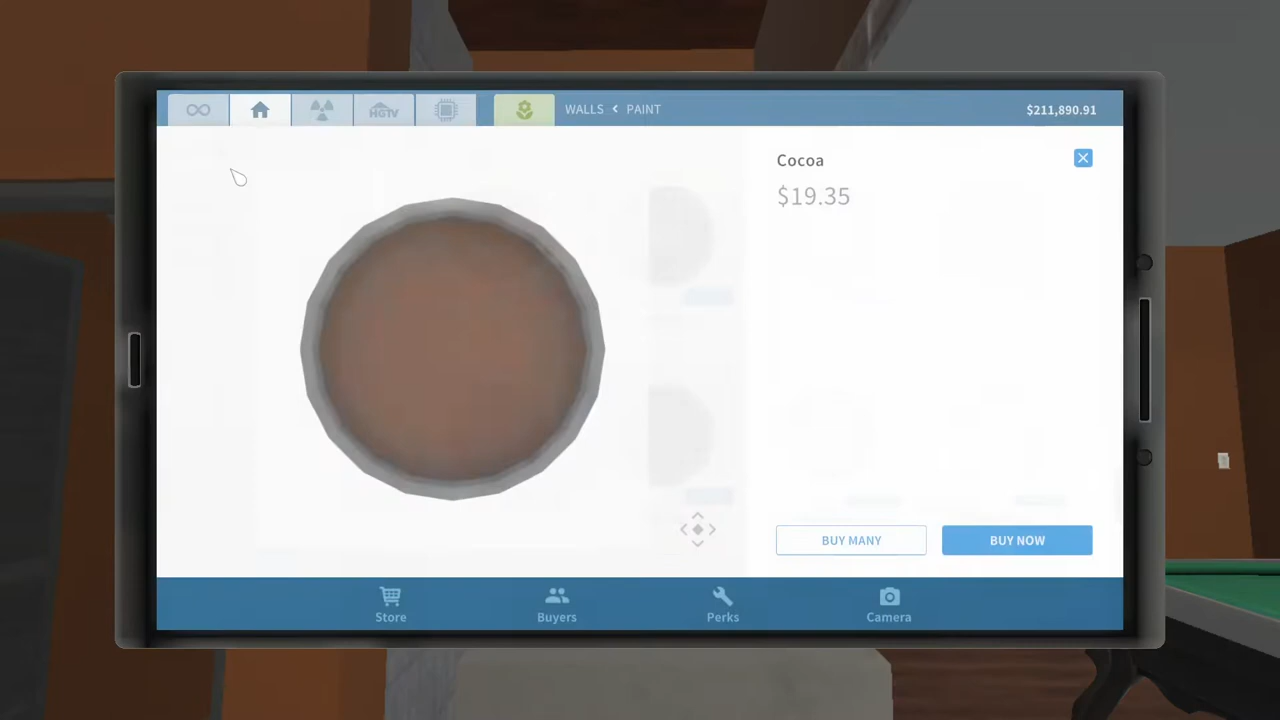 HGTV
WALLS < PAINT
$211,890.91
Cocoa
$19.35
BUY MANY
BUY NOW
Store
Buyers
Perks
Camera